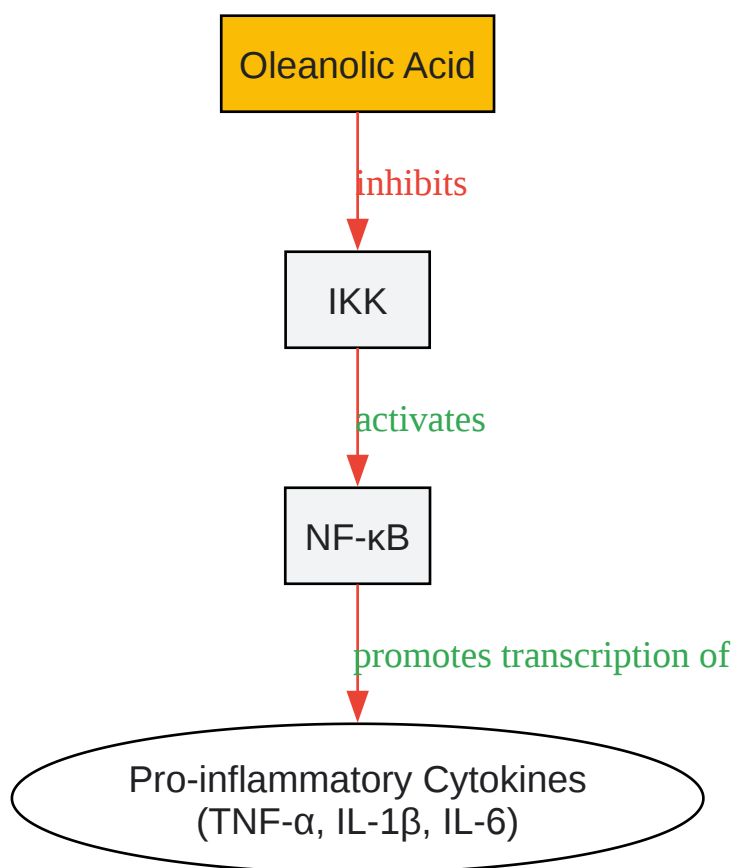 Oleanolic Acid
inhibits
IKK
activates
NF-κB
promotes transcription of
Pro-inflammatory Cytokines
(TNF-α, IL-1β, IL-6)